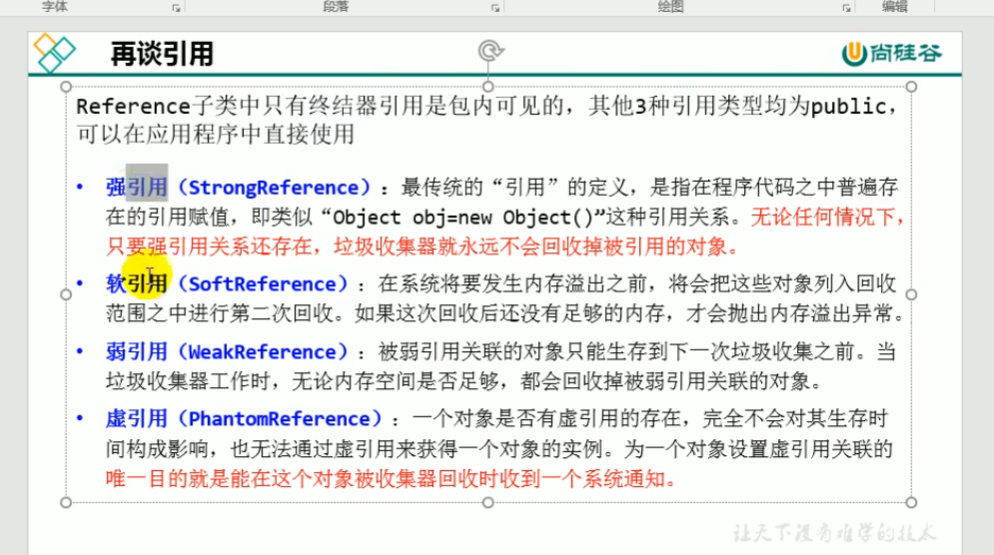 字体
段落
绘图
编辑
再谈引用
尚硅谷
Reference子类中只有终结器引用是包内可见的，其他3种引用类型均为public，
可以在应用程序中直接使用
• 强引用（StrongReference）：最传统的“引用”的定义，是指在程序代码之中普遍存
在的引用赋值，即类似“Object obj=new Object()”这种引用关系。无论任何情况下，
只要强引用关系还存在，垃圾收集器就永远不会回收掉被引用的对象。
• 软引用（SoftReference）：在系统将要发生内存溢出之前，将会把这些对象列入回收
范围之中进行第二次回收。如果这次回收后还没有足够的内存，才会抛出内存溢出异常。
• 弱引用（WeakReference）：被弱引用关联的对象只能生存到下一次垃圾收集之前。当
垃圾收集器工作时，无论内存空间是否足够，都会回收掉被弱引用关联的对象。
• 虚引用（PhantomReference）：一个对象是否有虚引用的存在，完全不会对其生存时
间构成影响，也无法通过虚引用来获得一个对象的实例。为一个对象设置虚引用关联的
唯一目的就是能在这个对象被收集器回收时收到一个系统通知。
让天下没有难学的技术